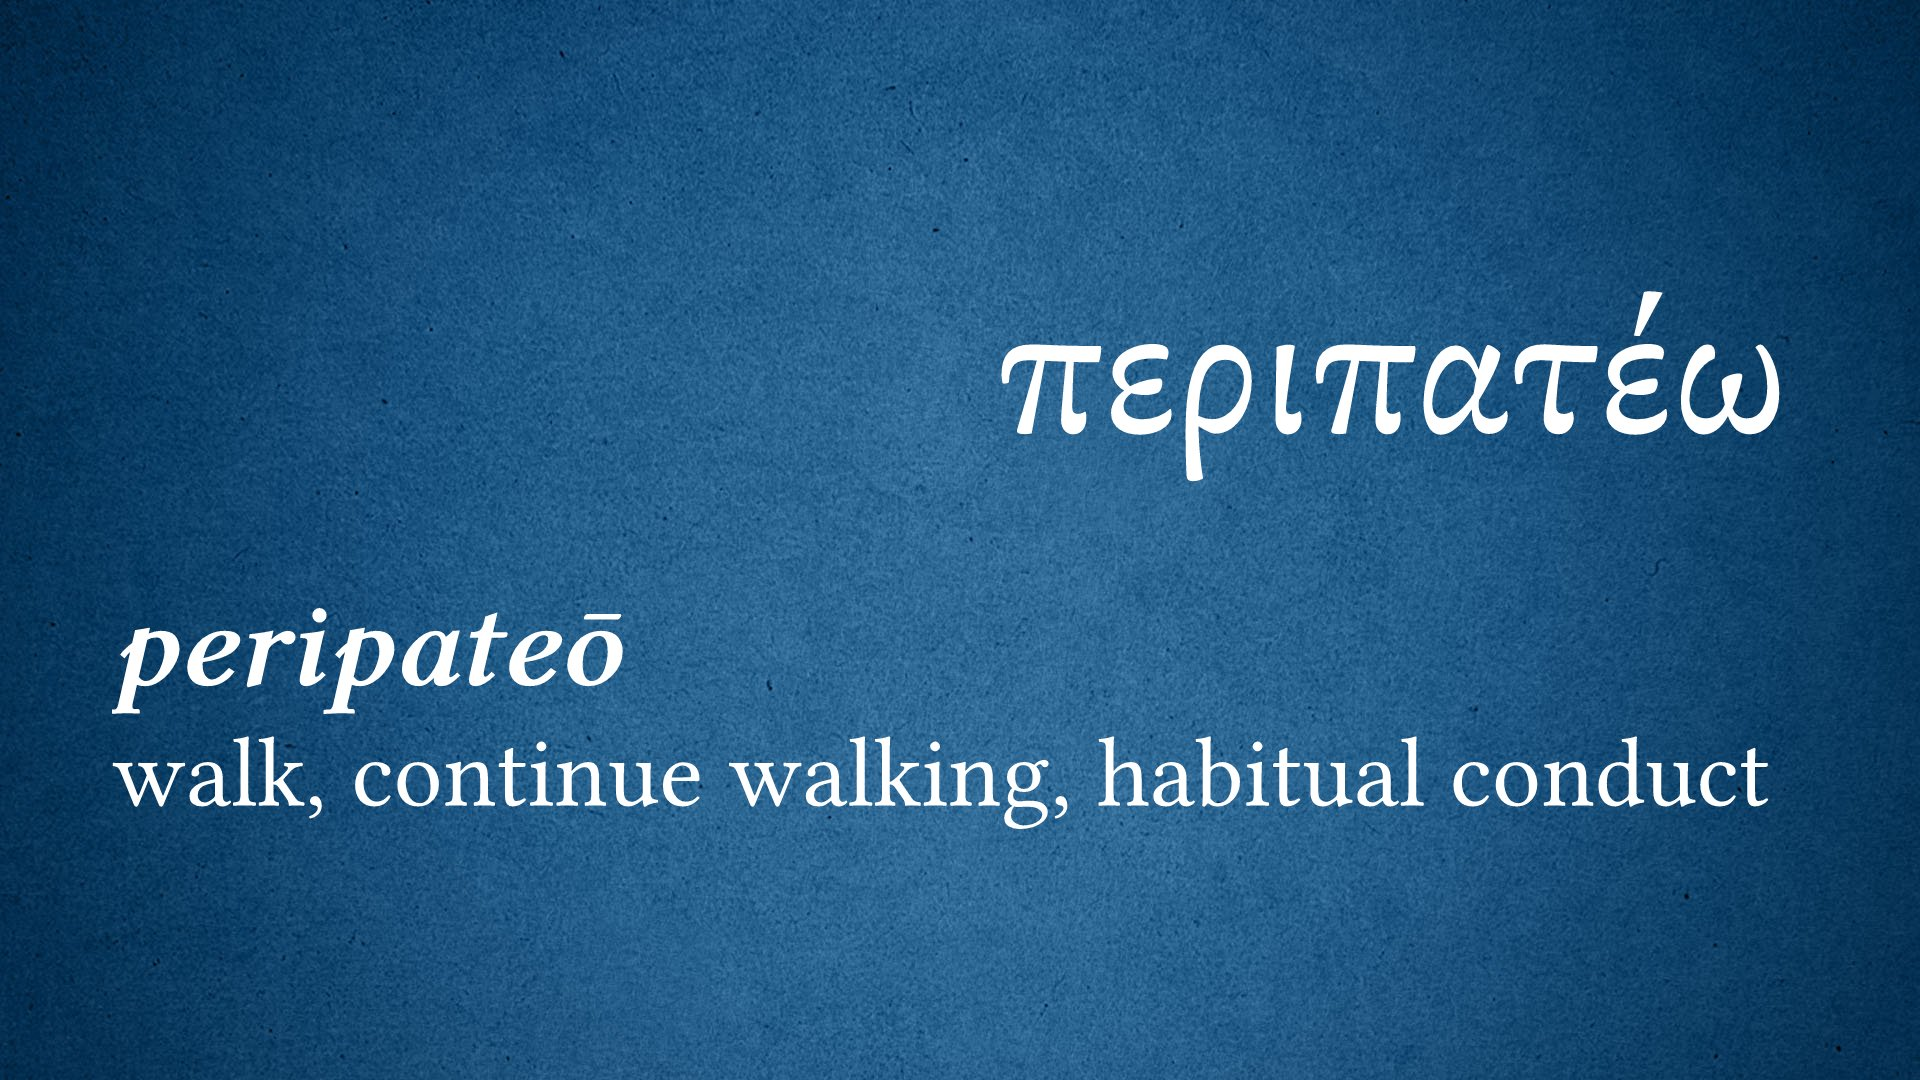 περιπατέω
peripateō
walk, continue walking, habitual conduct